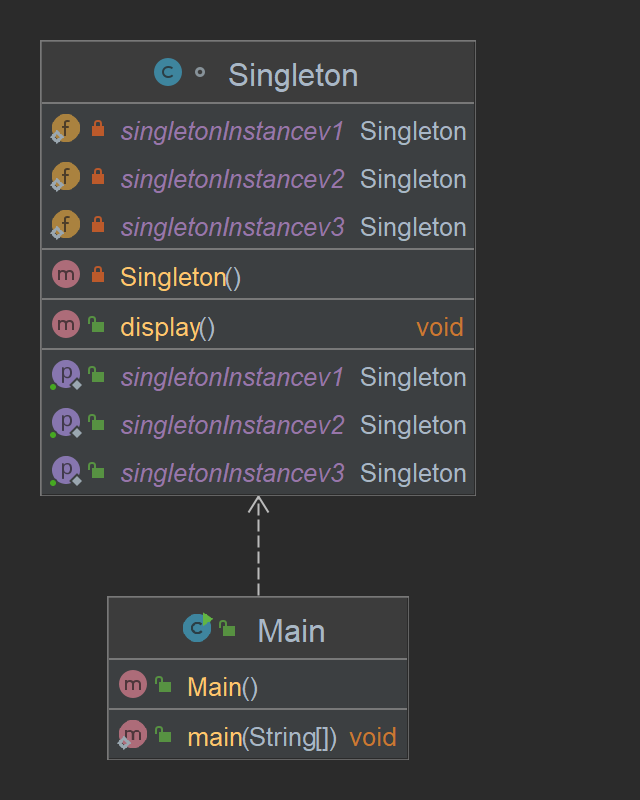 Singleton
singletonInstancev1 Singleton
singletonInstancev2 Singleton
singletonInstancev3 Singleton
Singleton()
display() void
singletonInstancev1 Singleton
singletonInstancev2 Singleton
singletonInstancev3 Singleton
Main
Main()
main(String[]) void